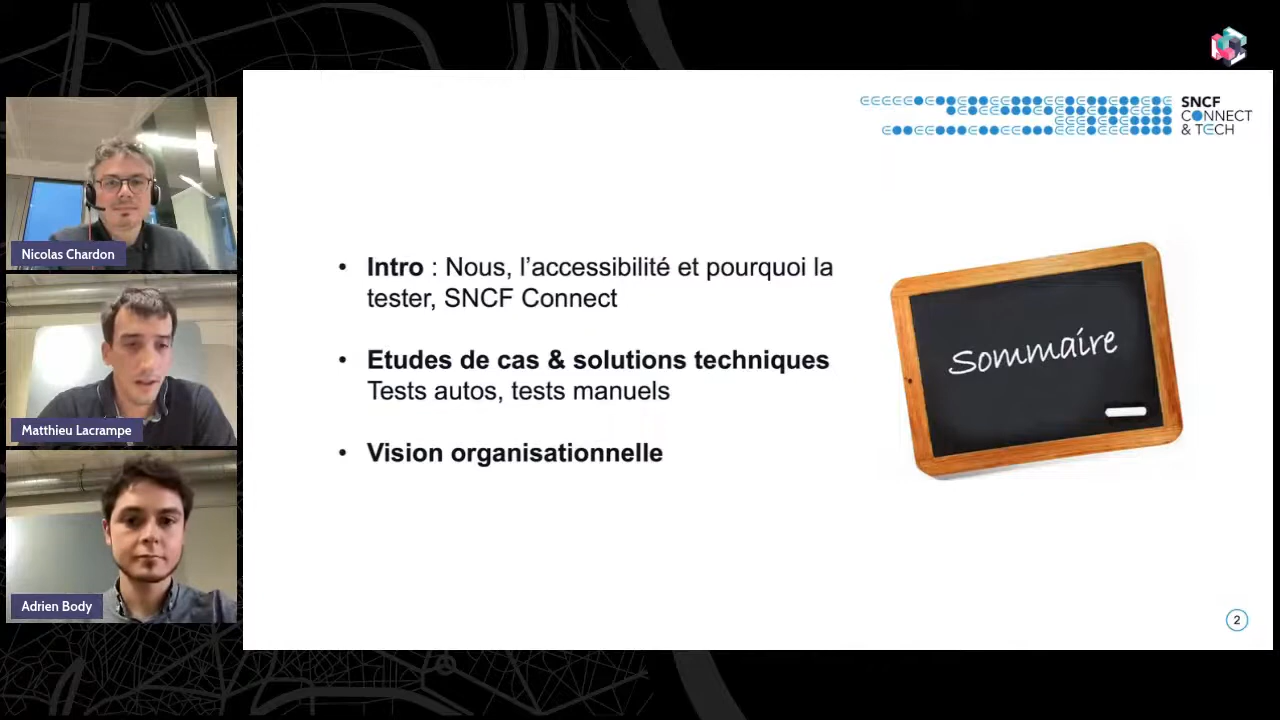 SNCF
CONNECT
& TECH
Nicolas Chardon
Matthieu Lacrampe
Adrien Body
• Intro : Nous, l’accessibilité et pourquoi la
tester, SNCF Connect
• Etudes de cas & solutions techniques
Tests autos, tests manuels
• Vision organisationnelle
Sommaire
2